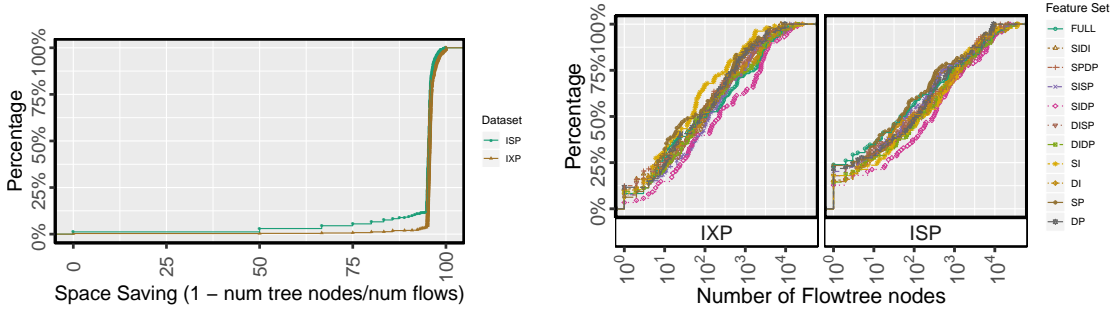 Percentage
0% 25% 50% 75% 100%
0 25 50 75 100
Space Saving (1 − num tree nodes/num flows)
Dataset
ISP
IXP
Percentage
0% 25% 50% 75% 100%
IXP ISP
10^0 10^1 10^2 10^3 10^4 10^0 10^1 10^2 10^3 10^4
Number of Flowtree nodes
Feature Set
FULL
SIDI
SPDP
SISP
SIDP
DISP
DIDP
SI
DI
SP
DP